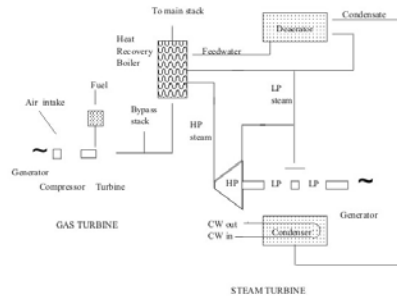 To main stack
Condensate
Heat
Recovery
Boiler
Deaerator
Feedwater
Fuel
Air intake
Bypass
stack
LP
steam
HP
steam
~
Generator
Compressor Turbine
HP
LP
LP
~
Generator
GAS TURBINE
CW out
CW in
Condenser
STEAM TURBINE